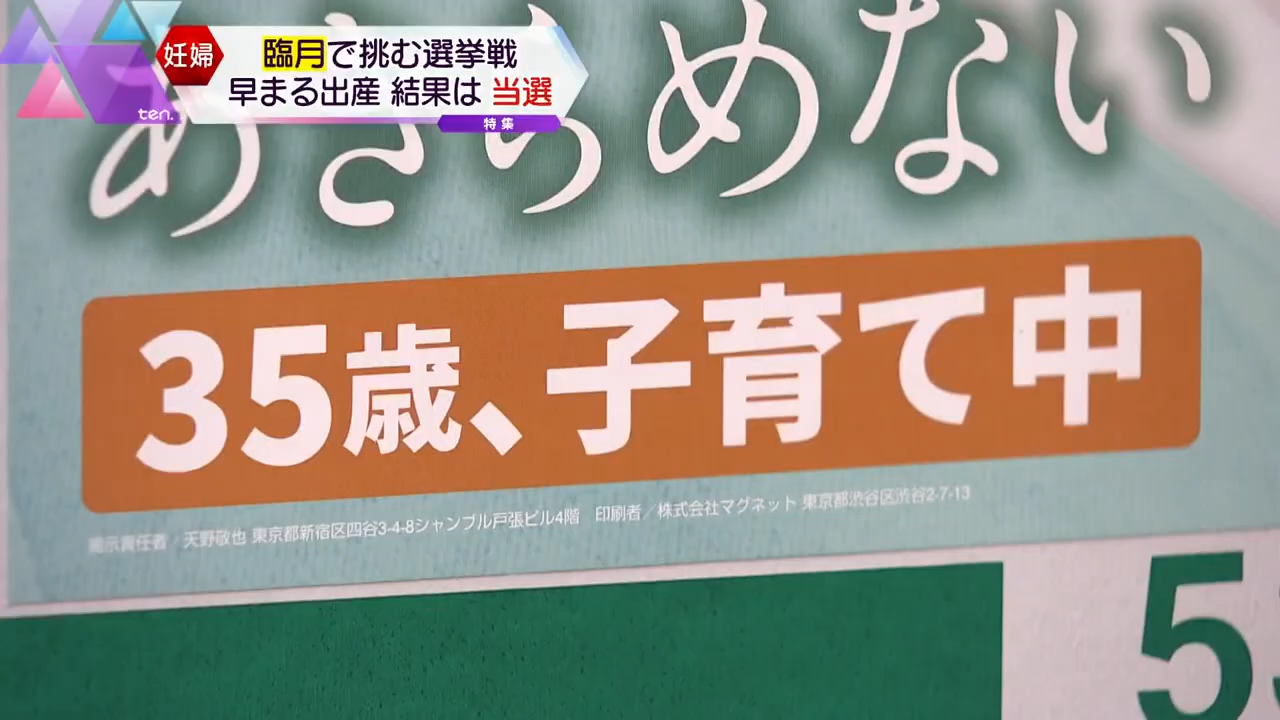 妊婦
臨月で挑む選挙戦
早まる出産 結果は 当選
特集
ten.
あきらめない
35歳、子育て中
掲示責任者／天野敬也 東京都新宿区四谷3-4-8シャンブル戸張ビル4階 印刷者／株式会社マグネット 東京都渋谷区渋谷2-7-13
5